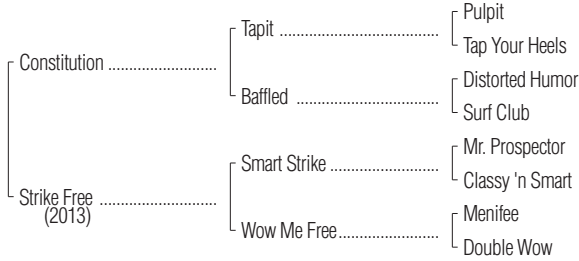 Pulpit
Tapit ............................
Tap Your Heels
Constitution ...........................
Distorted Humor
Baffled ....................................
Surf Club
Mr. Prospector
Smart Strike ...........................
Classy 'n Smart
Strike Free .............................
(2013)
Menifee
Wow Me Free.........................
Double Wow